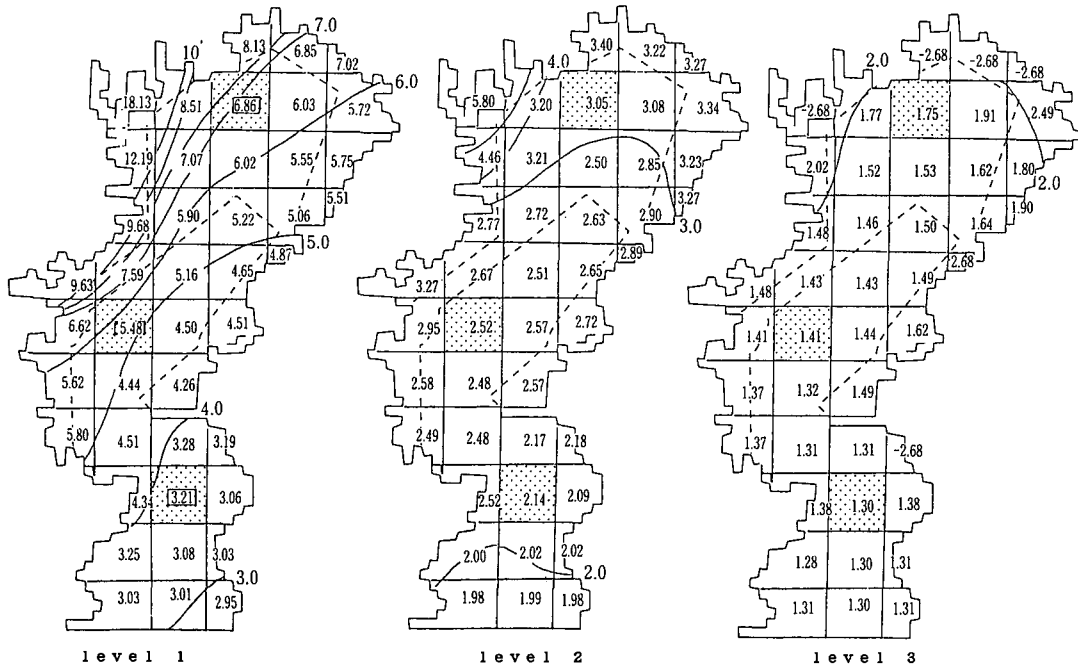 10
8.13 6.85 7.0
7.02
6.0
18.13 8.51 6.86 6.03 5.72
12.19 7.07 6.02 5.55 5.75
5.51
9.68 5.90 5.22 5.06
5.0
4.87
9.63 7.59 5.16 4.65
6.62 5.48 4.50 4.51
5.62 4.44 4.26
4.0
5.80 4.51 3.28 3.19
4.34 3.21 3.06
3.25 3.08 3.03
3.0
3.03 3.01 2.95
level 1
3.40 3.22
4.0 3.27
5.80 3.20 3.05 3.08 3.34
4.46 3.21 2.50 2.85 3.23
3.27
2.77 2.72 2.63 2.90
3.0
2.89
3.27 2.67 2.51 2.65
2.95 2.52 2.57 2.72
2.58 2.48 2.57
2.49 2.48 2.17 2.18
2.52 2.14 2.09
2.00 2.02 2.02
2.0
1.98 1.99 1.98
level 2
2.0 -2.68 -2.68
-2.68
-2.68 1.77 1.75 1.91 2.49
2.02 1.52 1.53 1.62 1.80
2.0
1.90
1.48 1.46 1.50 1.64
2.68
1.48 1.43 1.43 1.49
1.41 1.41 1.44 1.62
1.37 1.32 1.49
1.37 1.31 1.31 -2.68
1.38 1.30 1.38
1.28 1.30 1.31
1.31 1.30 1.31
level 3